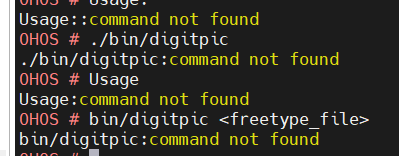 OHOS # Usage:
Usage::command not found
OHOS # ./bin/digitpic
./bin/digitpic:command not found
OHOS # Usage
Usage:command not found
OHOS # bin/digitpic <freetype_file>
bin/digitpic:command not found
OHOS #